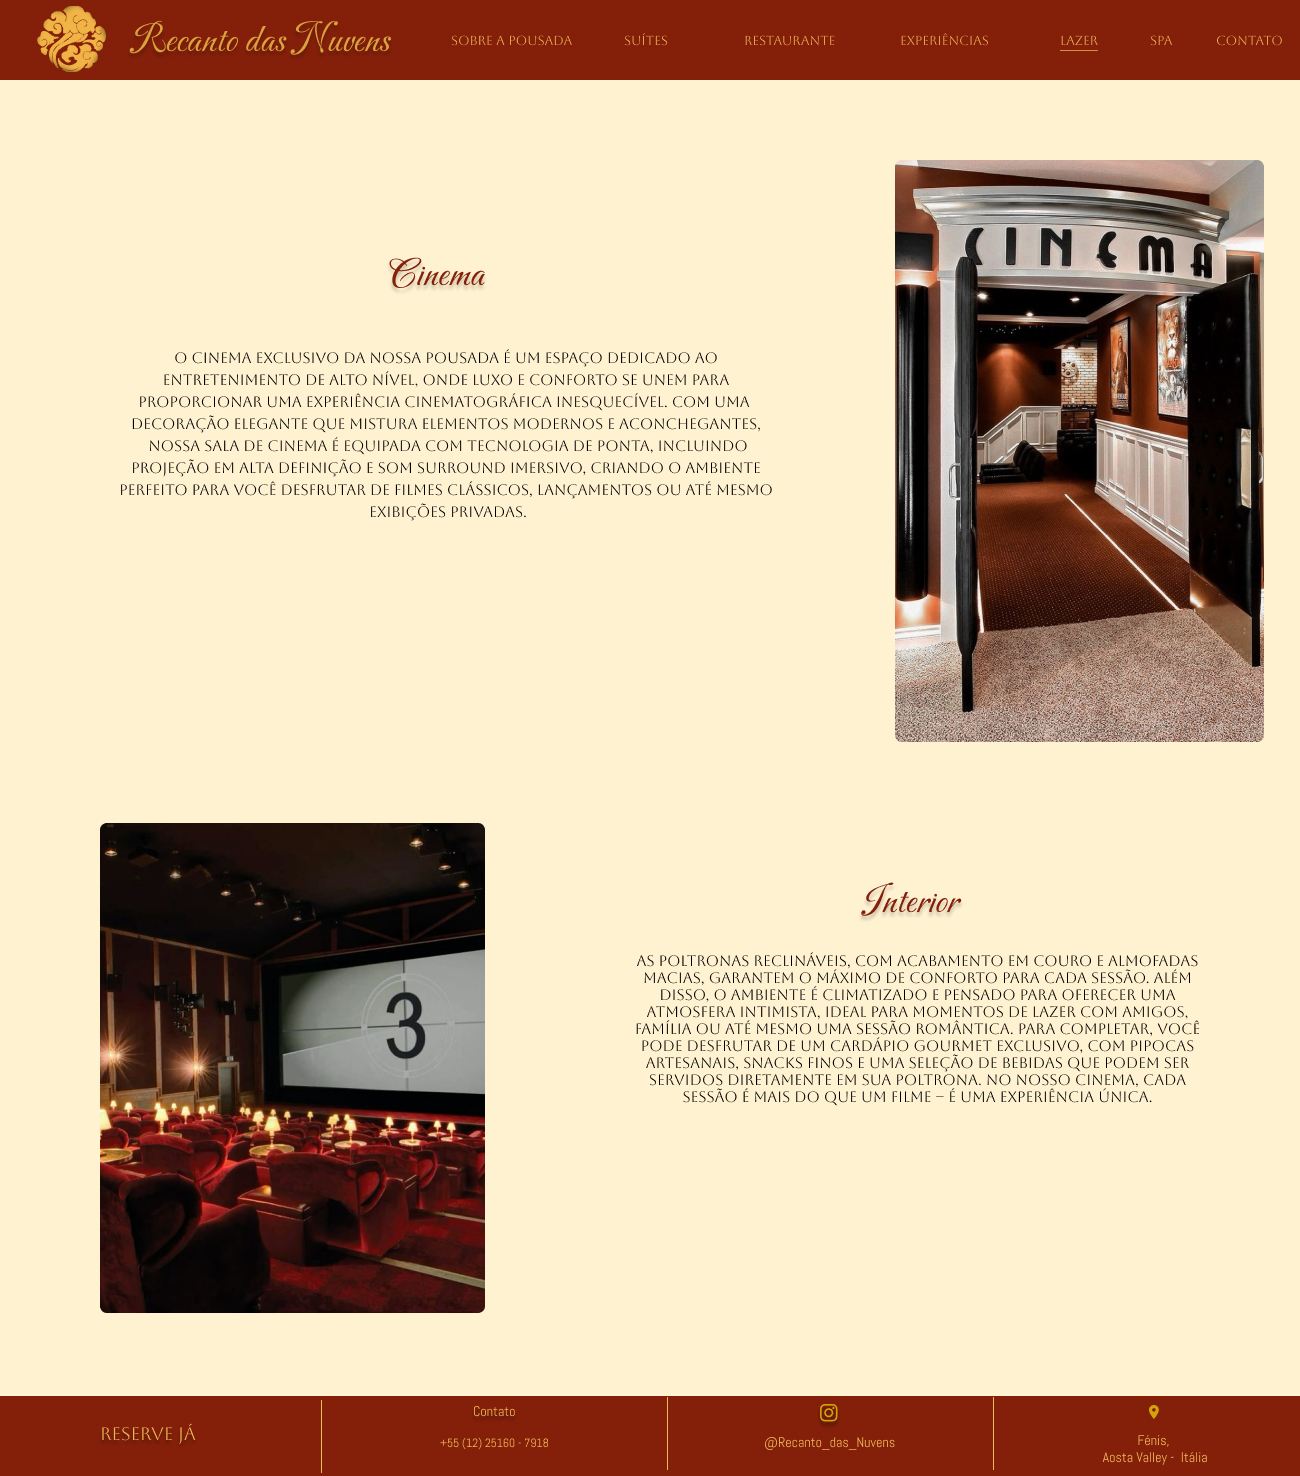 Recanto das Nuvens
SOBRE A POUSADA
SUÍTES
RESTAURANTE
EXPERIÊNCIAS
LAZER
SPA
CONTATO
CINEMA
Cinema
O CINEMA EXCLUSIVO DA NOSSA POUSADA É UM ESPAÇO DEDICADO AO
ENTRETENIMENTO DE ALTO NÍVEL, ONDE LUXO E CONFORTO SE UNEM PARA
PROPORCIONAR UMA EXPERIÊNCIA CINEMATOGRÁFICA INESQUECÍVEL. COM UMA
DECORAÇÃO ELEGANTE QUE MISTURA ELEMENTOS MODERNOS E ACONCHEGANTES,
NOSSA SALA DE CINEMA É EQUIPADA COM TECNOLOGIA DE PONTA, INCLUINDO
PROJEÇÃO EM ALTA DEFINIÇÃO E SOM SURROUND IMERSIVO, CRIANDO O AMBIENTE
PERFEITO PARA VOCÊ DESFRUTAR DE FILMES CLÁSSICOS, LANÇAMENTOS OU ATÉ MESMO
EXIBIÇÕES PRIVADAS.
3
Interior
AS POLTRONAS RECLINÁVEIS, COM ACABAMENTO EM COURO E ALMOFADAS
MACIAS, GARANTEM O MÁXIMO DE CONFORTO PARA CADA SESSÃO. ALÉM
DISSO, O AMBIENTE É CLIMATIZADO E PENSADO PARA OFERECER UMA
ATMOSFERA INTIMISTA, IDEAL PARA MOMENTOS DE LAZER COM AMIGOS,
FAMÍLIA OU ATÉ MESMO UMA SESSÃO ROMÂNTICA. PARA COMPLETAR, VOCÊ
PODE DESFRUTAR DE UM CARDÁPIO GOURMET EXCLUSIVO, COM PIPOCAS
ARTESANAIS, SNACKS FINOS E UMA SELEÇÃO DE BEBIDAS QUE PODEM SER
SERVIDOS DIRETAMENTE EM SUA POLTRONA. NO NOSSO CINEMA, CADA
SESSÃO É MAIS DO QUE UM FILME – É UMA EXPERIÊNCIA ÚNICA.
RESERVE JÁ
Contato
+55 (12) 25160 - 7918
@Recanto_das_Nuvens
Fénis,
Aosta Valley - Itália